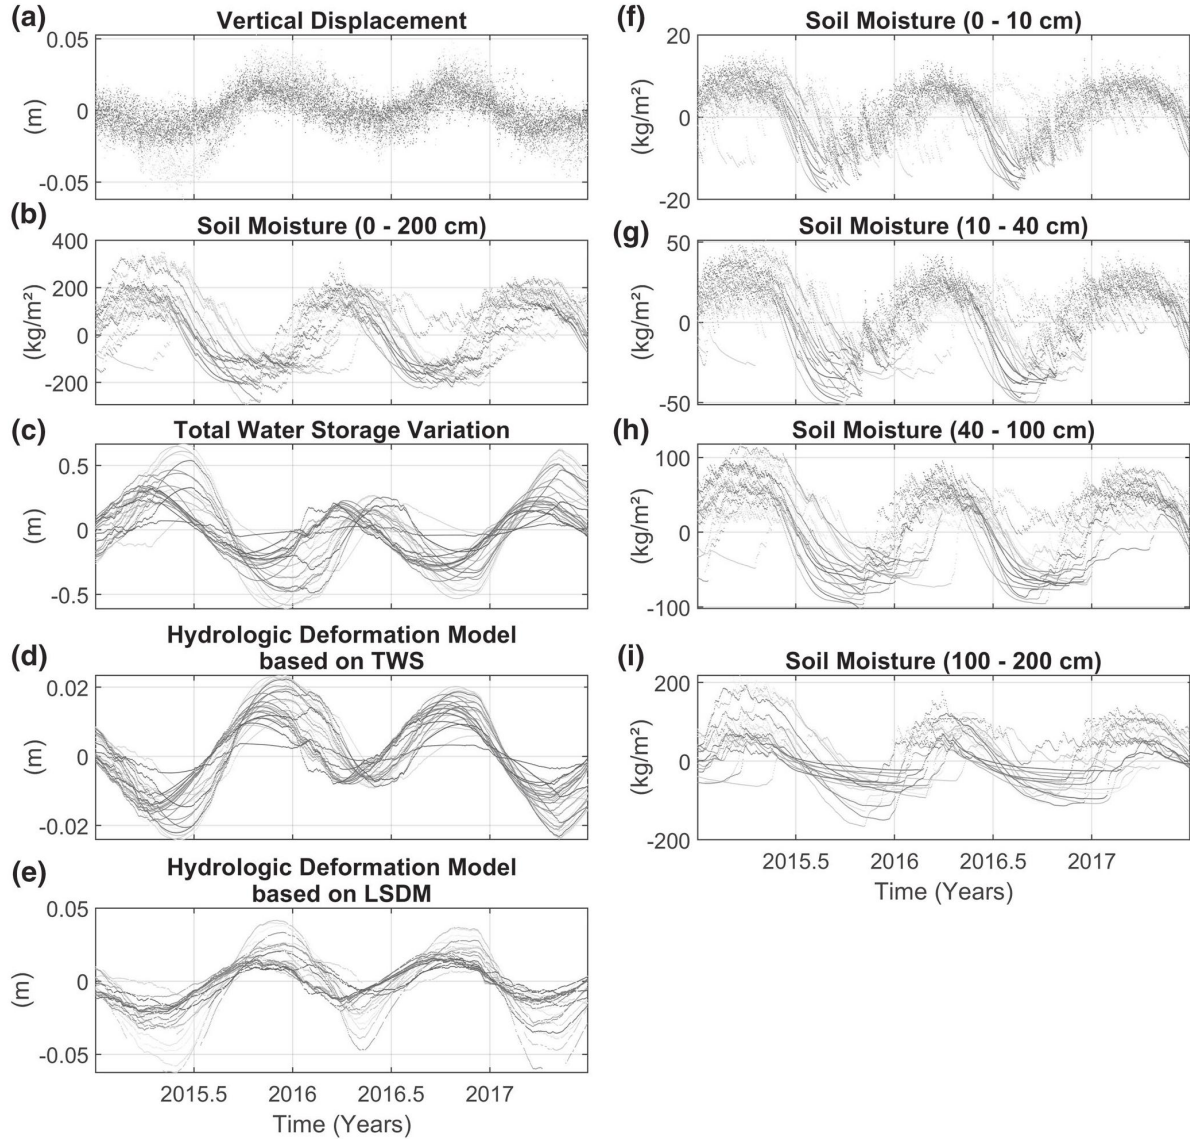 (a)
Vertical Displacement
0.05
0
-0.05
(m)
(b)
Soil Moisture (0 - 200 cm)
400
200
0
-200
(kg/m²)
(c)
Total Water Storage Variation
0.5
0
-0.5
(m)
(d)
Hydrologic Deformation Model
based on TWS
0.02
0
-0.02
(m)
(e)
Hydrologic Deformation Model
based on LSDM
0.05
0
-0.05
(m)
2015.5 2016 2016.5 2017
Time (Years)
(f)
Soil Moisture (0 - 10 cm)
20
0
-20
(kg/m²)
(g)
Soil Moisture (10 - 40 cm)
50
0
-50
(kg/m²)
(h)
Soil Moisture (40 - 100 cm)
100
0
-100
(kg/m²)
(i)
Soil Moisture (100 - 200 cm)
200
0
-200
(kg/m²)
2015.5 2016 2016.5 2017
Time (Years)